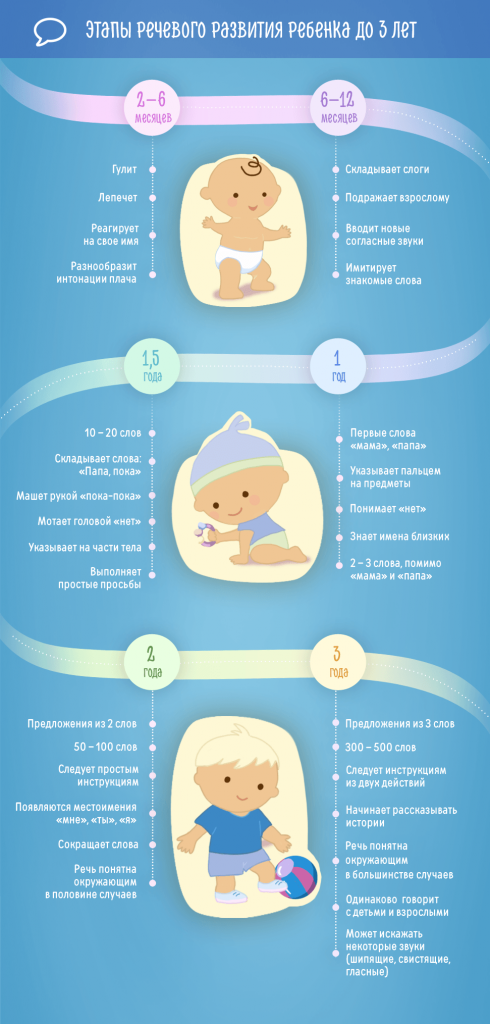 Этапы речевого развития ребенка до 3 лет
2–6
месяцев
Гулит
Лепечет
Реагирует
на свое имя
Разнообразит
интонации плача
6–12
месяцев
Складывает слоги
Подражает взрослому
Вводит новые
согласные звуки
Имитирует
знакомые слова
1,5
года
10 – 20 слов
Складывает слова:
«Папа, пока»
Машет рукой «пока-пока»
Мотает головой «нет»
Указывает на части тела
Выполняет
простые просьбы
1
год
Первые слова
«мама», «папа»
Указывает пальцем
на предметы
Понимает «нет»
Знает имена близких
2 – 3 слова, помимо
«мама» и «папа»
2
года
Предложения из 2 слов
50 – 100 слов
Следует простым
инструкциям
Появляются местоимения
«мне», «ты», «я»
Сокращает слова
Речь понятна
окружающим
в половине случаев
3
года
Предложения из 3 слов
300 – 500 слов
Следует инструкциям
из двух действий
Начинает рассказывать
истории
Речь понятна
окружающим
в большинстве случаев
Одинаково говорит
с детьми и взрослыми
Может искажать
некоторые звуки
(шипящие, свистящие,
гласные)